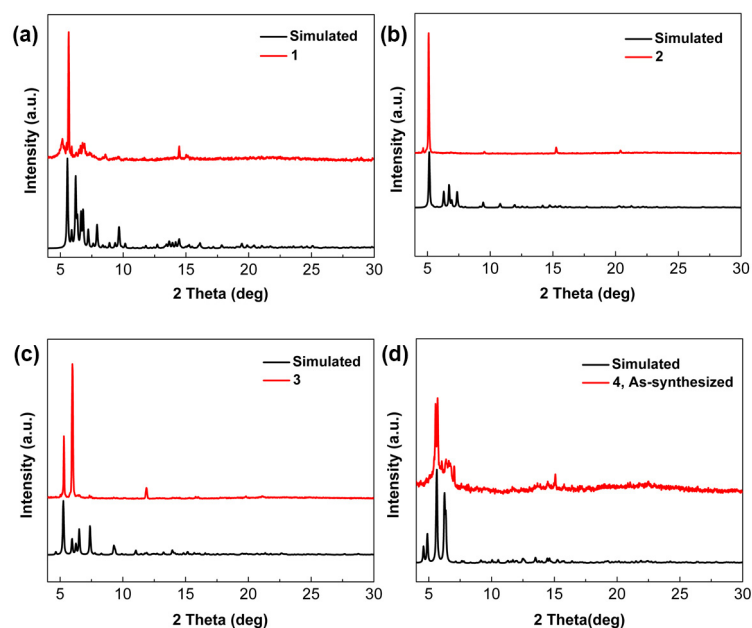 (a)
Simulated
1
Intensity (a.u.)
5 10 15 20 25 30
2 Theta (deg)
(b)
Simulated
2
Intensity (a.u.)
5 10 15 20 25 30
2 Theta (deg)
(c)
Simulated
3
Intensity (a.u.)
5 10 15 20 25 30
2 Theta (deg)
(d)
Simulated
4, As-synthesized
Intensity (a.u.)
5 10 15 20 25 30
2 Theta(deg)